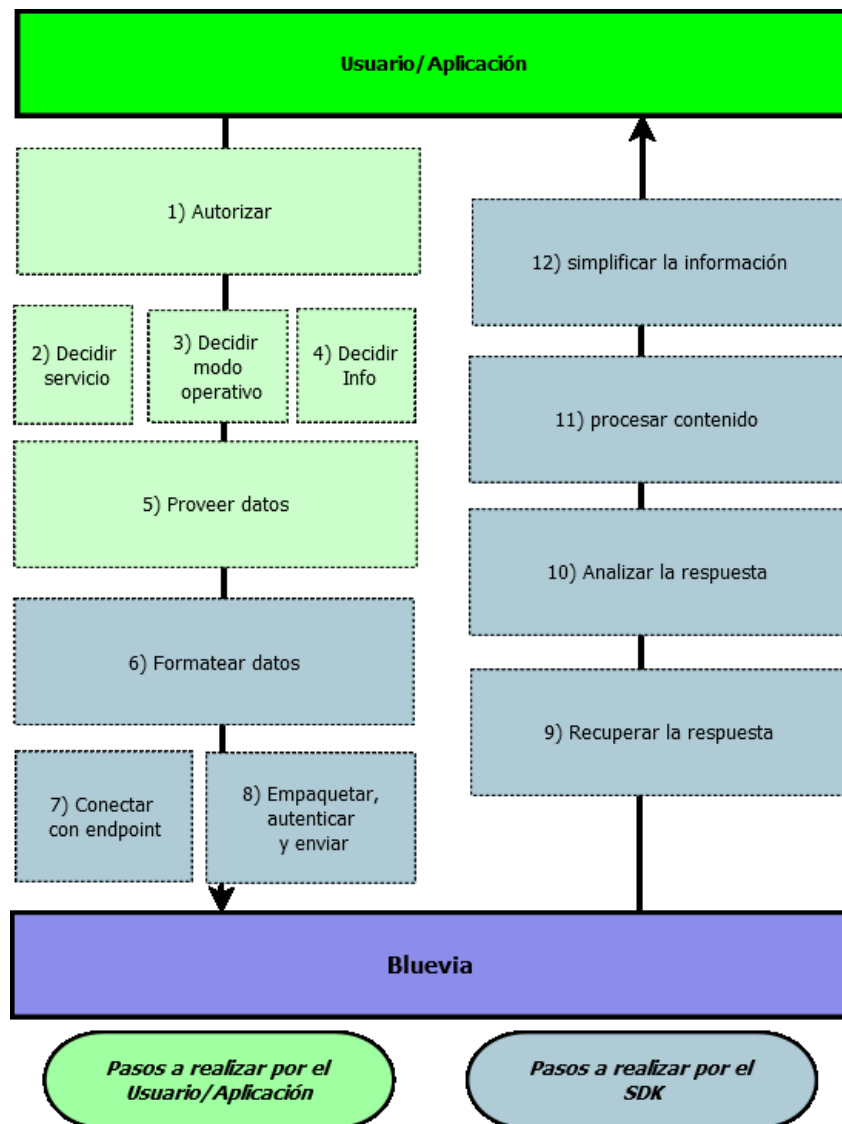 Usuario/Aplicación
1) Autorizar
2) Decidir
servicio
3) Decidir
modo
operativo
4) Decidir
Info
5) Proveer datos
6) Formatear datos
7) Conectar
con endpoint
8) Empaquetar,
autenticar
y enviar
12) simplificar la información
11) procesar contenido
10) Analizar la respuesta
9) Recuperar la respuesta
Bluevia
Pasos a realizar por el
Usuario/Aplicación
Pasos a realizar por el
SDK